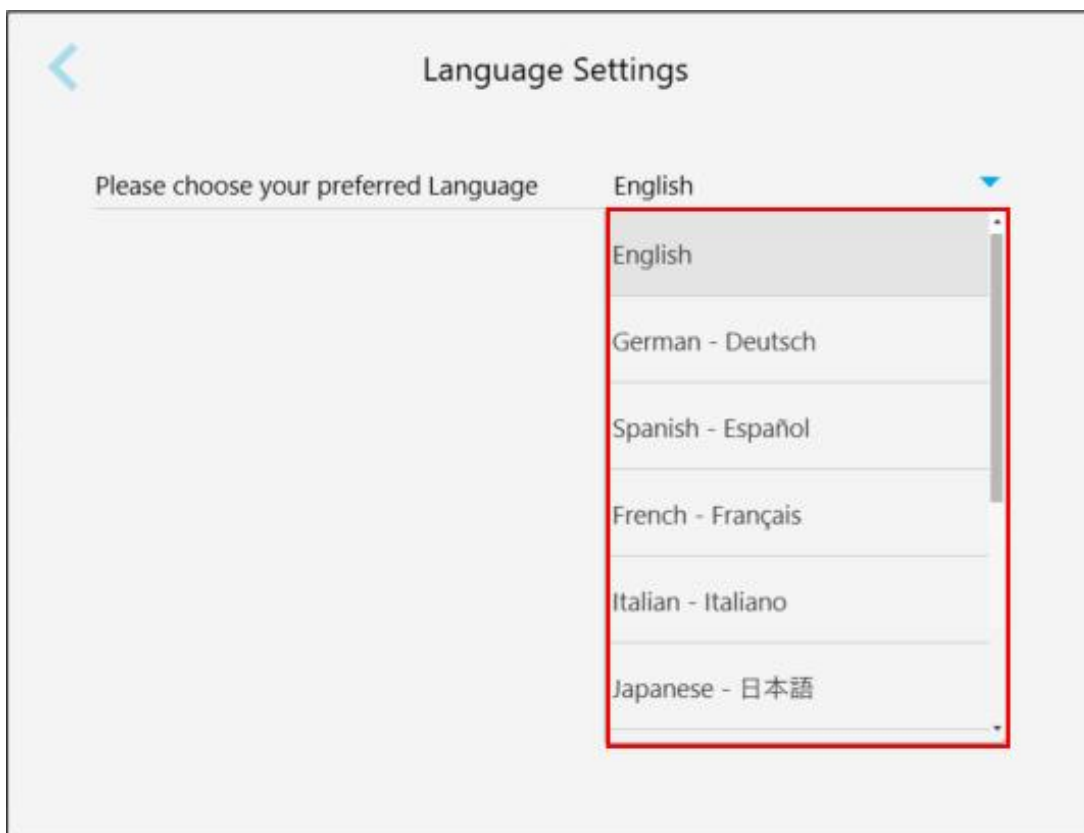 Language Settings
Please choose your preferred Language English
English
German - Deutsch
Spanish - Español
French - Français
Italian - Italiano
Japanese - 日本語